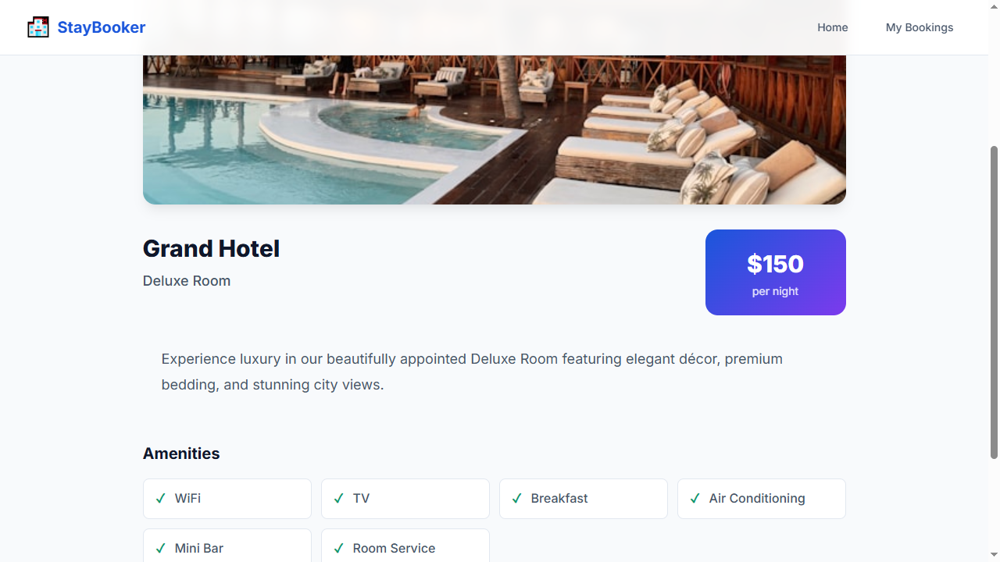 StayBooker
Home
My Bookings
Grand Hotel
Deluxe Room
$150
per night
Experience luxury in our beautifully appointed Deluxe Room featuring elegant décor, premium
bedding, and stunning city views.
Amenities
✓ WiFi
✓ TV
✓ Breakfast
✓ Air Conditioning
✓ Mini Bar
✓ Room Service